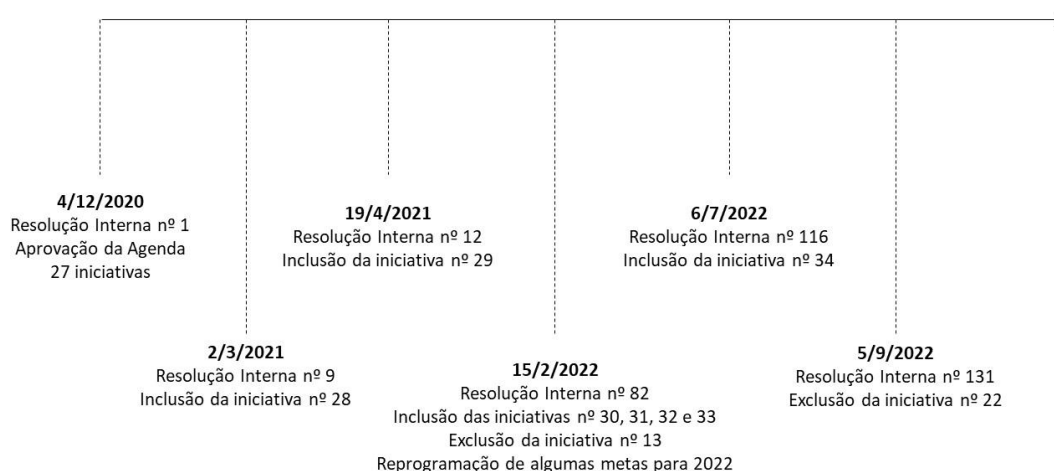 4/12/2020
Resolução Interna nº 1
Aprovação da Agenda
27 iniciativas
2/3/2021
Resolução Interna nº 9
Inclusão da iniciativa nº 28
19/4/2021
Resolução Interna nº 12
Inclusão da iniciativa nº 29
15/2/2022
Resolução Interna nº 82
Inclusão das iniciativas nº 30, 31, 32 e 33
Exclusão da iniciativa nº 13
Reprogramação de algumas metas para 2022
6/7/2022
Resolução Interna nº 116
Inclusão da iniciativa nº 34
5/9/2022
Resolução Interna nº 131
Exclusão da iniciativa nº 22